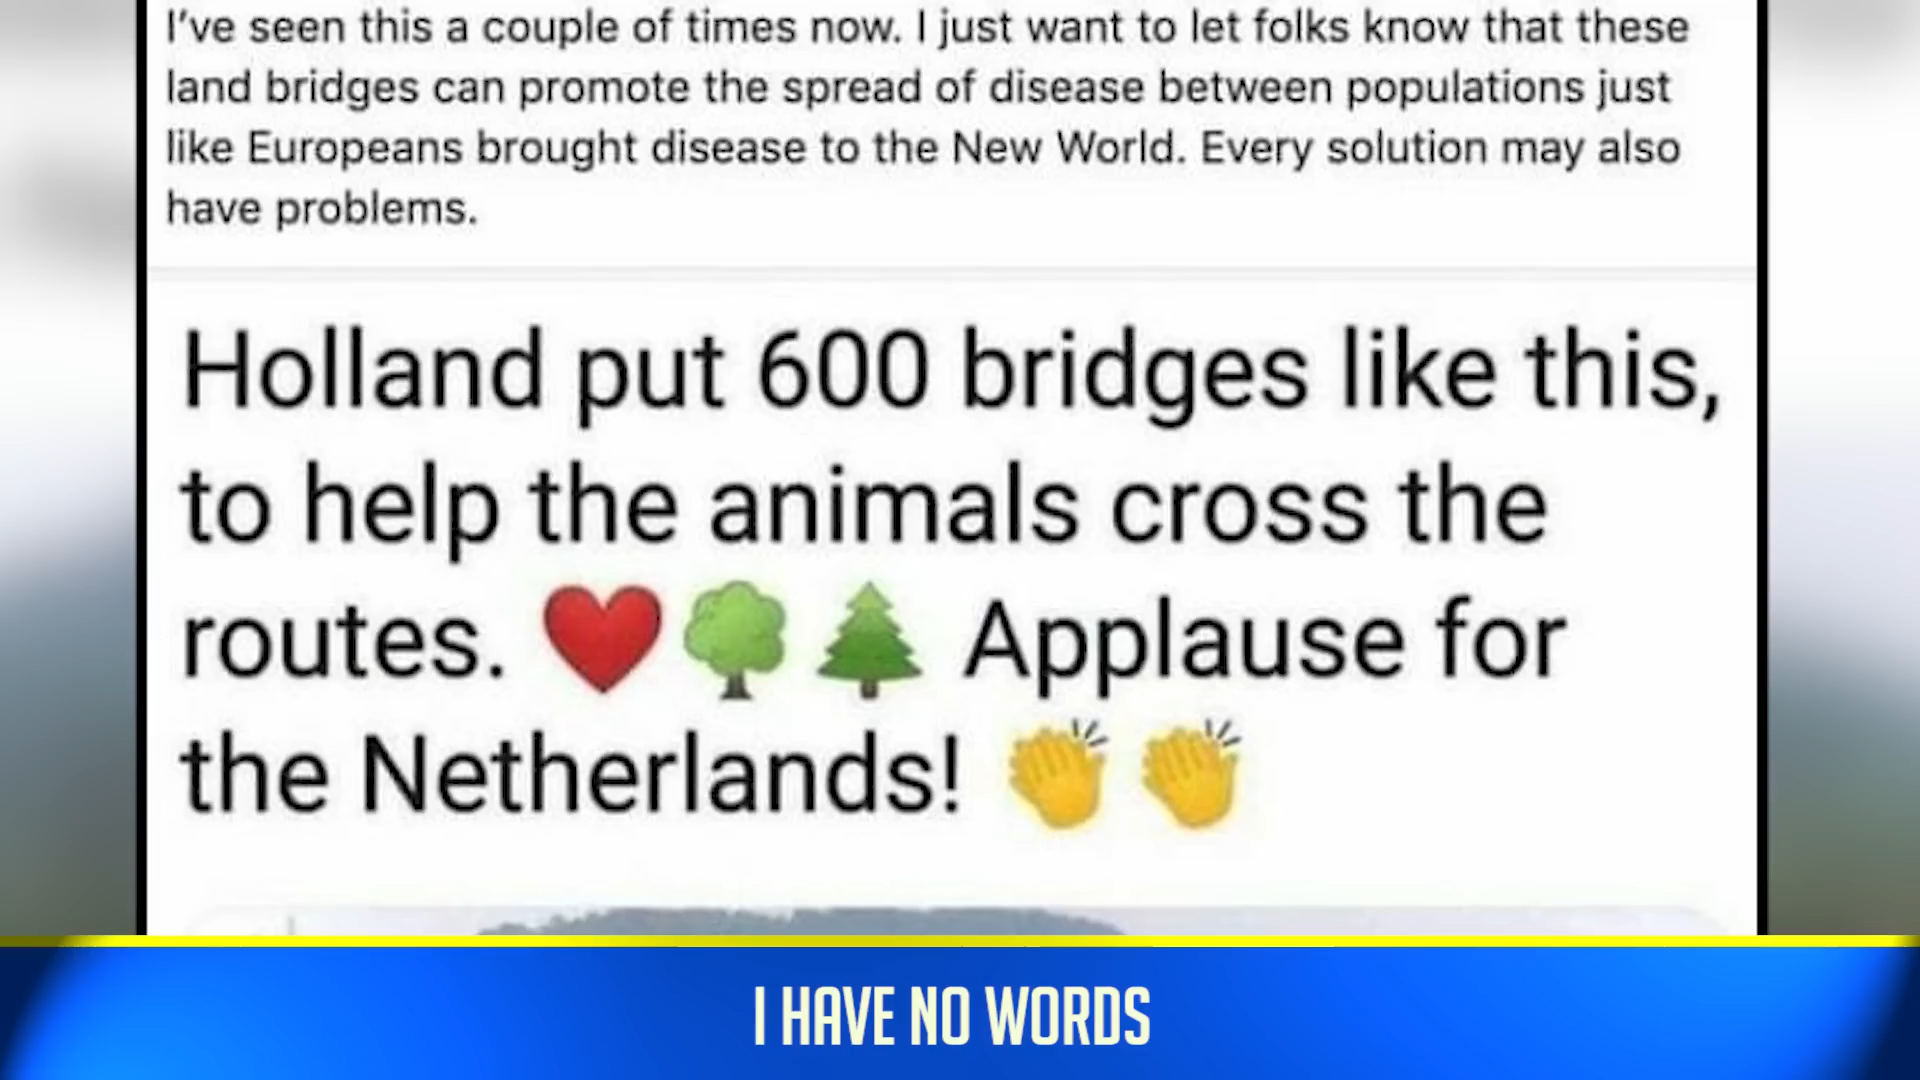 I’ve seen this a couple of times now. I just want to let folks know that these
land bridges can promote the spread of disease between populations just
like Europeans brought disease to the New World. Every solution may also
have problems.
Holland put 600 bridges like this,
to help the animals cross the
routes. ❤️🌳🌲 Applause for
the Netherlands! 👏👏
I HAVE NO WORDS